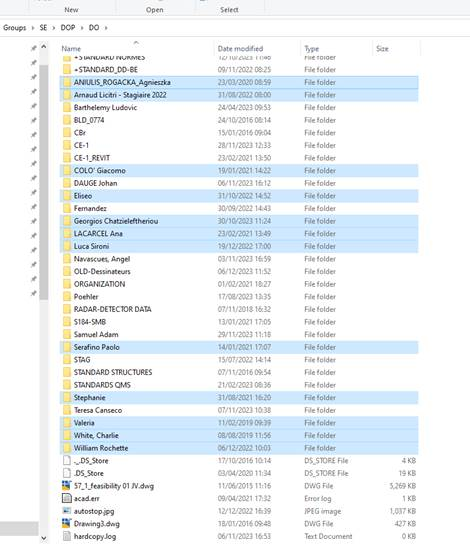 New Open Select
Groups > SE > DOP > DO >
Name Date modified Type Size
+STANDARD NORMES 12/10/2023 11:46 File folder
+STANDARD_DD-BE 09/11/2022 08:25 File folder
ANIULIS_ROGACKA_Agnieszka 23/03/2020 08:59 File folder
Arnaud Licitri - Stagiaire 2022 31/08/2022 08:00 File folder
Barthelemy Ludovic 24/04/2023 09:53 File folder
BLD_0774 24/10/2016 08:14 File folder
CBr 15/01/2016 09:04 File folder
CE-1 28/11/2023 12:33 File folder
CE-1_REVIT 23/02/2021 13:50 File folder
COLO' Giacomo 19/01/2021 14:22 File folder
DAUGE Johan 06/11/2023 16:12 File folder
Eliseo 31/10/2022 14:52 File folder
Fernandez 30/09/2022 14:43 File folder
Georgios Chatzieleftheriou 30/10/2023 11:24 File folder
LACARCEL Ana 23/02/2021 13:49 File folder
Luca Sironi 19/12/2022 17:00 File folder
Navascues, Angel 03/11/2023 16:59 File folder
OLD-Dessinateurs 06/12/2023 11:52 File folder
ORGANIZATION 01/02/2021 18:27 File folder
Poehler 17/08/2023 13:35 File folder
RADAR-DETECTOR DATA 07/11/2018 16:32 File folder
S184-SMB 13/01/2021 17:05 File folder
Samuel Adam 29/11/2023 11:18 File folder
Serafino Paolo 14/01/2021 17:07 File folder
STAG 15/07/2022 14:14 File folder
STANDARD STRUCTURES 07/11/2016 09:54 File folder
STANDARDS QMS 21/02/2023 08:36 File folder
Stephanie 31/08/2021 16:20 File folder
Teresa Canseco 07/11/2023 10:38 File folder
Valeria 11/02/2019 09:39 File folder
White, Charlie 08/08/2019 11:56 File folder
William Rochette 06/12/2022 10:03 File folder
._.DS_Store 17/10/2016 10:14 DS_STORE File 4 KB
.DS_Store 03/04/2020 11:34 DS_STORE File 19 KB
57_1_feasibility 01 JV.dwg 11/06/2015 11:16 DWG File 5,269 KB
acad.err 09/04/2021 17:32 Error log 1 KB
autostop.jpg 12/12/2022 16:39 JPEG image 1,037 KB
Drawing3.dwg 18/01/2016 09:48 DWG File 427 KB
hardcopy.log 06/11/2023 16:53 Text Document 0 KB